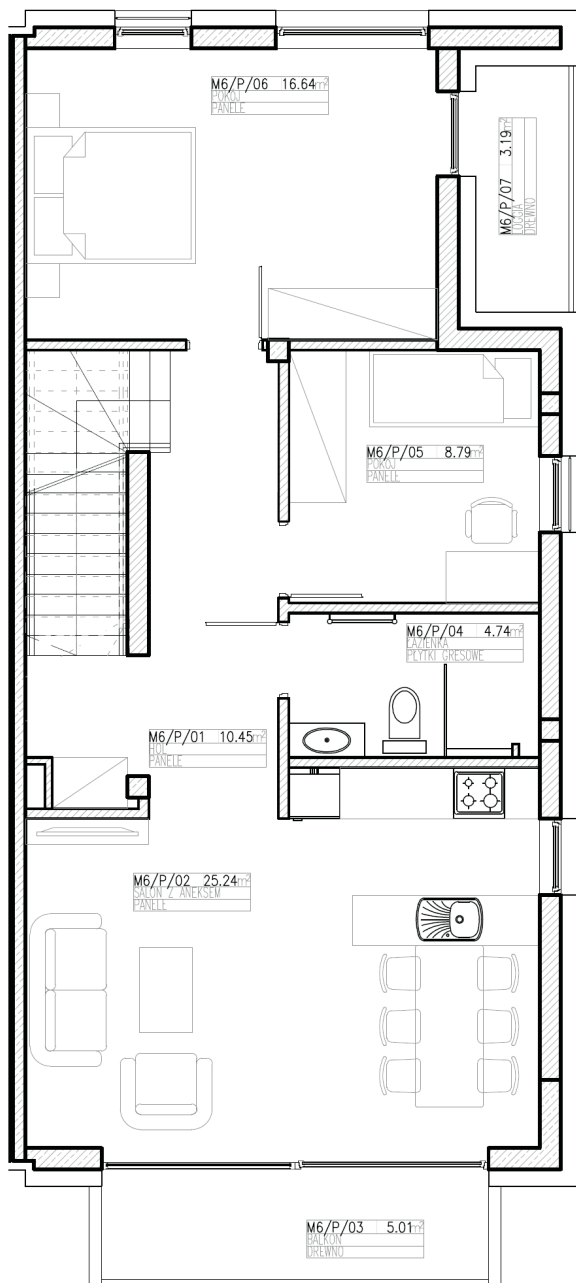 M6/P/06 16.64m²
POKÓJ
PANELE
M6/P/07 3.19m²
LOGGIA
DREWNO
M6/P/05 8.79m²
POKÓJ
PANELE
M6/P/04 4.74m²
ŁAZIENKA
PŁYTKI GRESOWE
M6/P/01 10.45m²
HOL
PANELE
M6/P/02 25.24m²
SALON Z ANEKSEM
PANELE
M6/P/03 5.01m²
BALKON
DREWNO